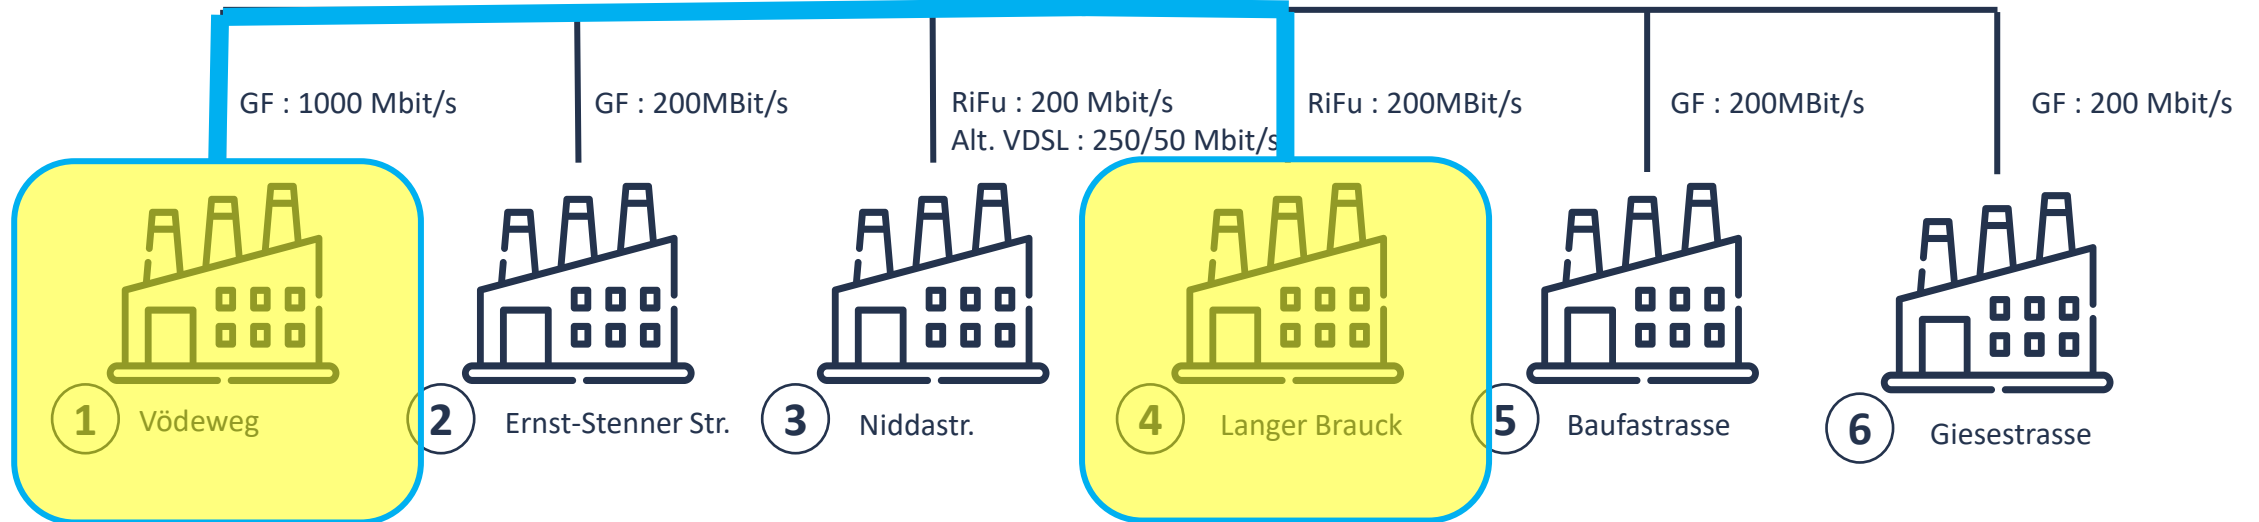 GF : 1000 Mbit/s
GF : 200MBit/s
RiFu : 200 Mbit/s
Alt. VDSL : 250/50 Mbit/s
RiFu : 200MBit/s
GF : 200MBit/s
GF : 200 Mbit/s
1 Vödeweg
2 Ernst-Stenner Str.
3 Niddastr.
4 Langer Brauck
5 Baufastrasse
6 Giesestrasse